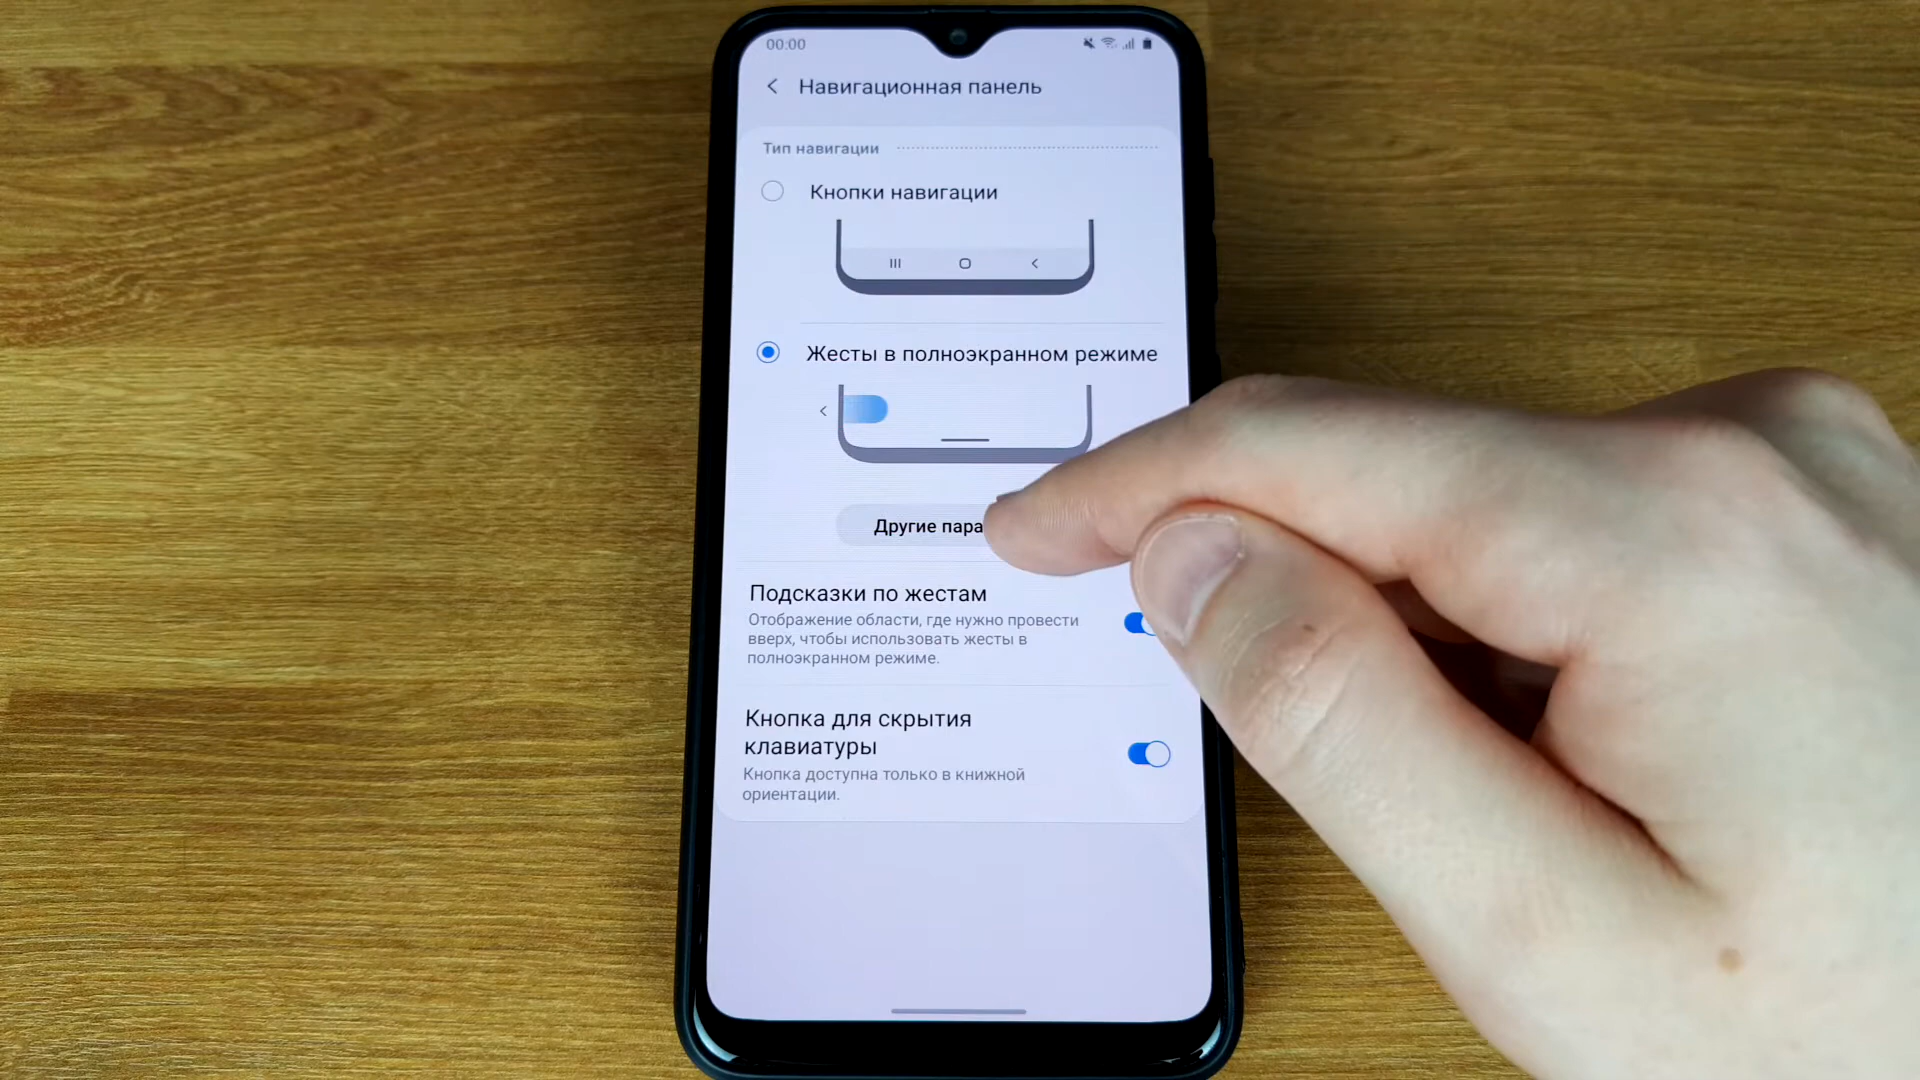 00:00
Навигационная панель
Тип навигации
Кнопки навигации
Жесты в полноэкранном режиме
Другие
Подсказки по жестам
Отображение области, где нужно провести
вверх, чтобы использовать жесты в
полноэкранном режиме.
Кнопка для скрытия
клавиатуры
Кнопка доступна только в книжной
ориентации.